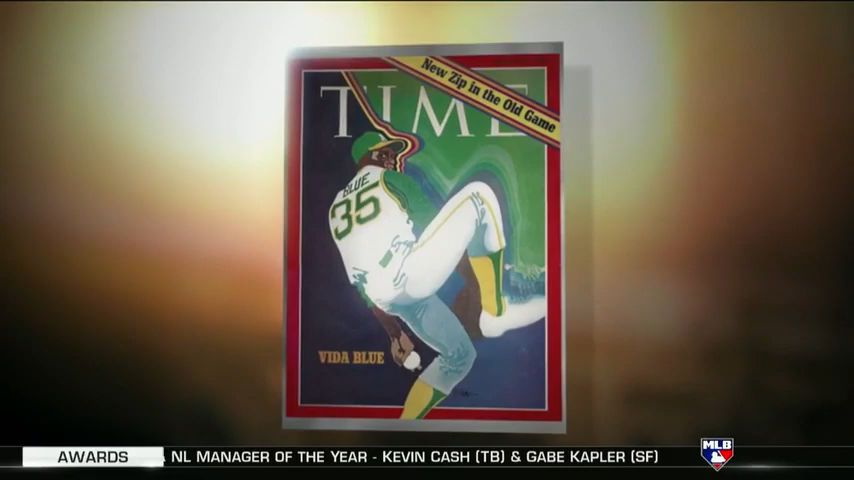 New Zip in the Old Game
TIME
BLUE
35
VIDA BLUE
AWARDS
NL MANAGER OF THE YEAR - KEVIN CASH (TB) & GABE KAPLER (SF)
MLB